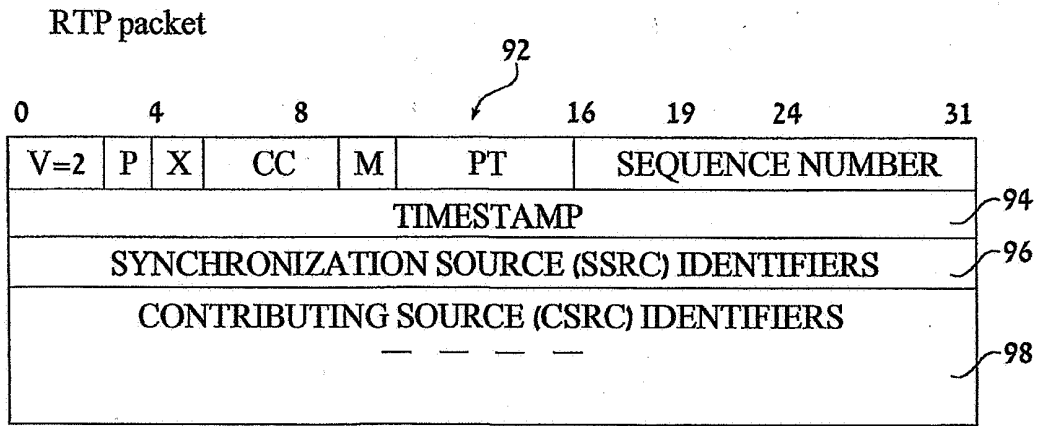 RTP packet
92
0 4 8 16 19 24 31
V=2 P X CC M PT SEQUENCE NUMBER
TIMESTAMP
94
SYNCHRONIZATION SOURCE (SSRC) IDENTIFIERS
96
CONTRIBUTING SOURCE (CSRC) IDENTIFIERS
98